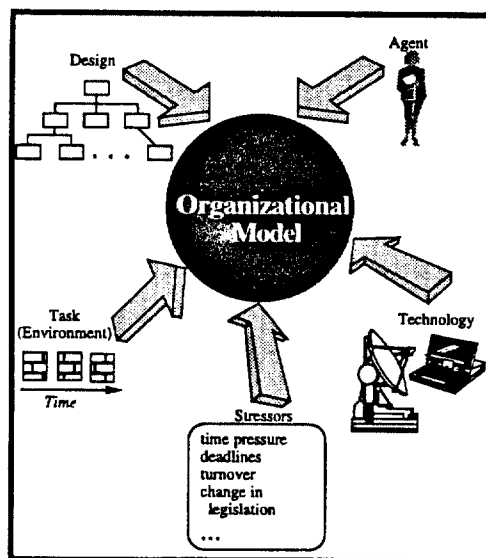 Design
Agent
. . .
Organizational
Model
Task
(Environment)
Time
Technology
Stressors
time pressure
deadlines
turnover
change in
legislation
...